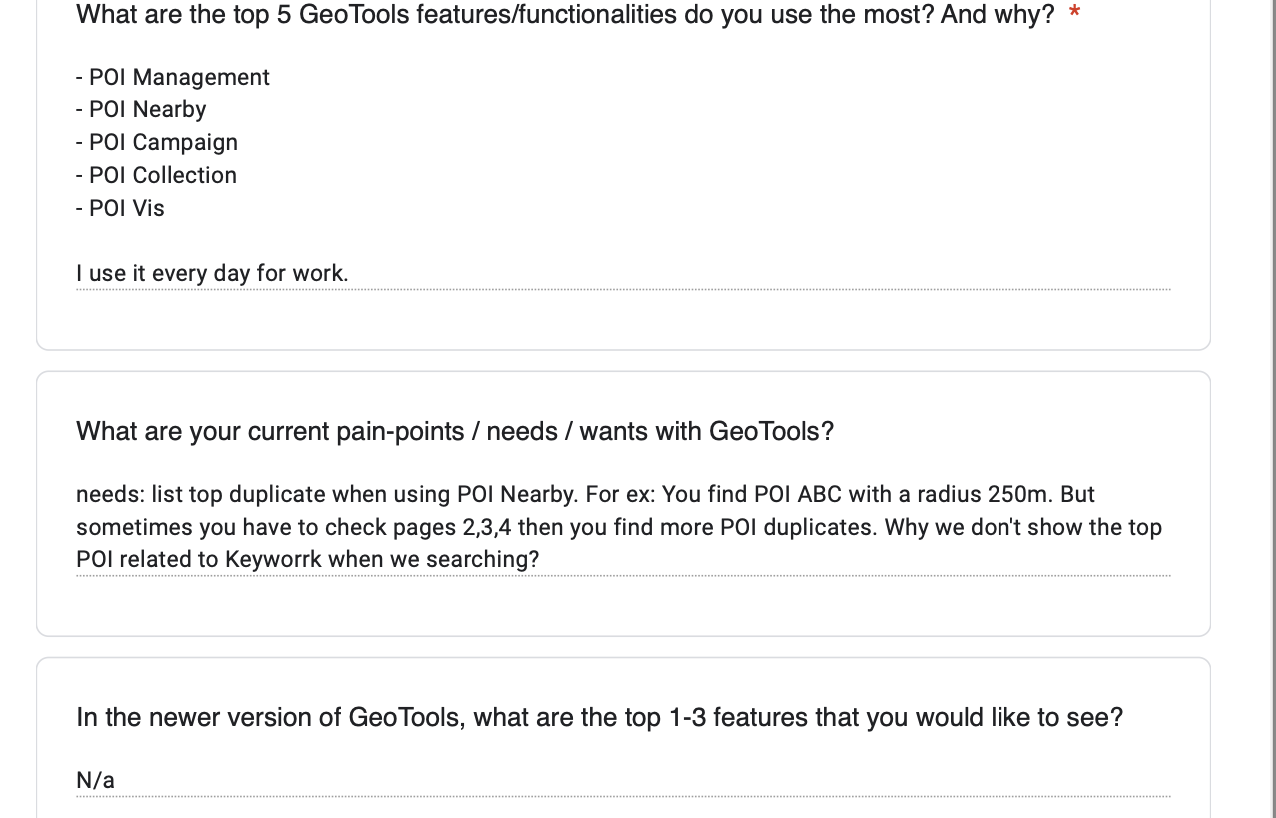 What are the top 5 GeoTools features/functionalities do you use the most? And why? *
- POI Management
- POI Nearby
- POI Campaign
- POI Collection
- POI Vis
I use it every day for work.
What are your current pain-points / needs / wants with GeoTools?
needs: list top duplicate when using POI Nearby. For ex: You find POI ABC with a radius 250m. But
sometimes you have to check pages 2,3,4 then you find more POI duplicates. Why we don't show the top
POI related to Keyworrk when we searching?
In the newer version of GeoTools, what are the top 1-3 features that you would like to see?
N/a